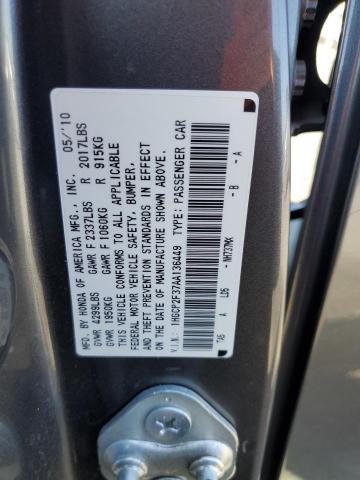 MFD. BY HONDA OF AMERICA MFG., INC. 05/'10
GVWR 4299LBS GAWR F 2337LBS R 2017LBS
GVWR 1950KG GAWR F 1060KG R 915KG
THIS VEHICLE CONFORMS TO ALL APPLICABLE
FEDERAL MOTOR VEHICLE SAFETY, BUMPER,
AND THEFT PREVENTION STANDARDS IN EFFECT
ON THE DATE OF MANUFACTURE SHOWN ABOVE.
V.I.N.: 1HGCP2F37AA136449 TYPE: PASSENGER CAR
TA5 A LD5 - NH737MX - B - A